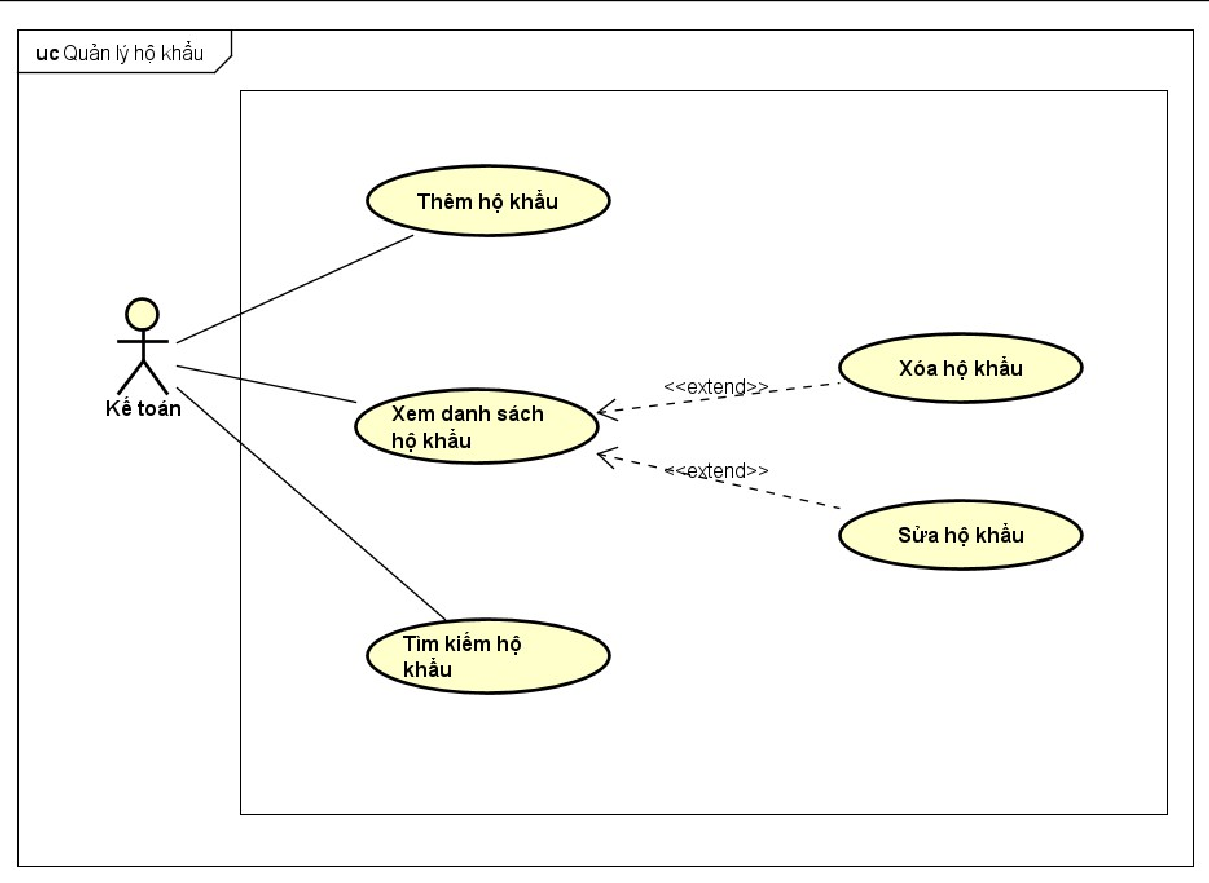 uc Quản lý hộ khẩu
Thêm hộ khẩu
Kế toán
Xem danh sách
hộ khẩu
<<extend>>
Xóa hộ khẩu
<<extend>>
Sửa hộ khẩu
Tìm kiếm hộ
khẩu